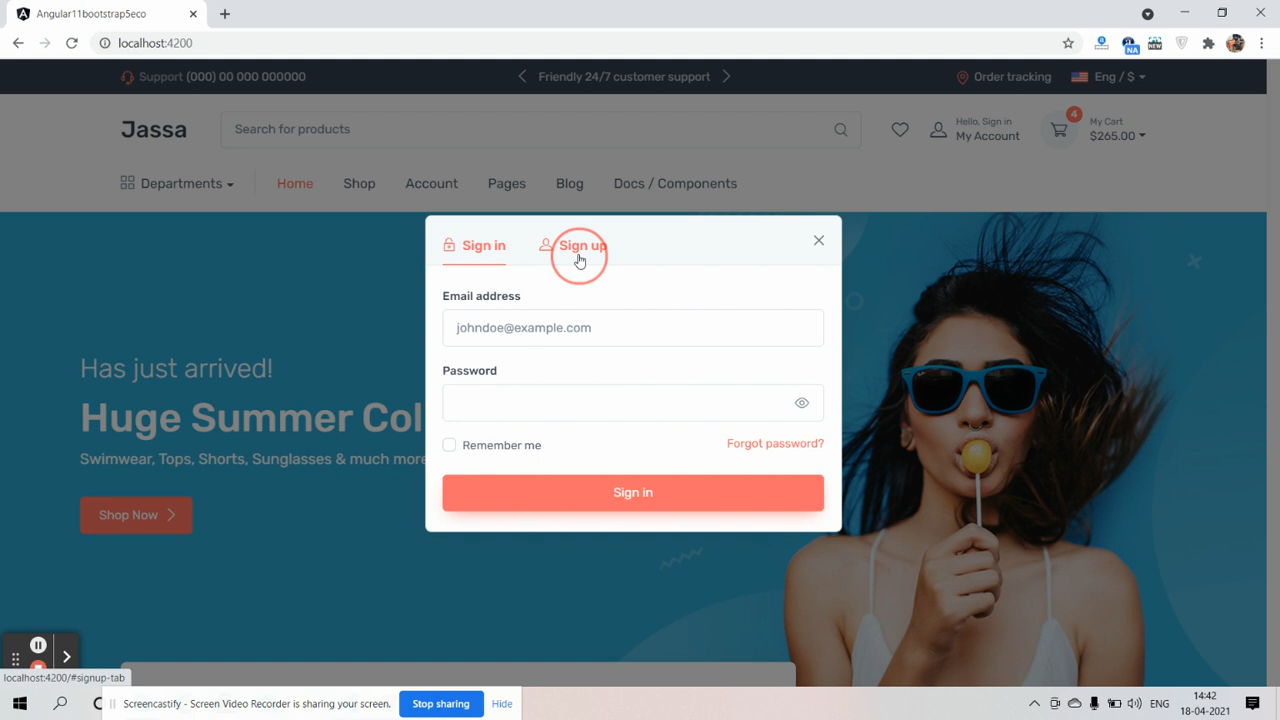 Angular11bootstrap5eco
localhost:4200
NA
NEW
Support (000) 00 000 000000
Friendly 24/7 customer support
Order tracking
Eng / $
Jassa
Search for products
Hello, Sign in
My Account
4
My Cart
$265.00
Departments
Home
Shop
Account
Pages
Blog
Docs / Components
Sign in
Sign up
Email address
johndoe@example.com
Password
Remember me
Forgot password?
Sign in
Has just arrived!
Huge Summer Col
Swimwear, Tops, Shorts, Sunglasses & much more
Shop Now
localhost:4200/#signup-tab
Screencastify - Screen Video Recorder is sharing your screen.
Stop sharing
Hide
ENG
14:42
18-04-2021